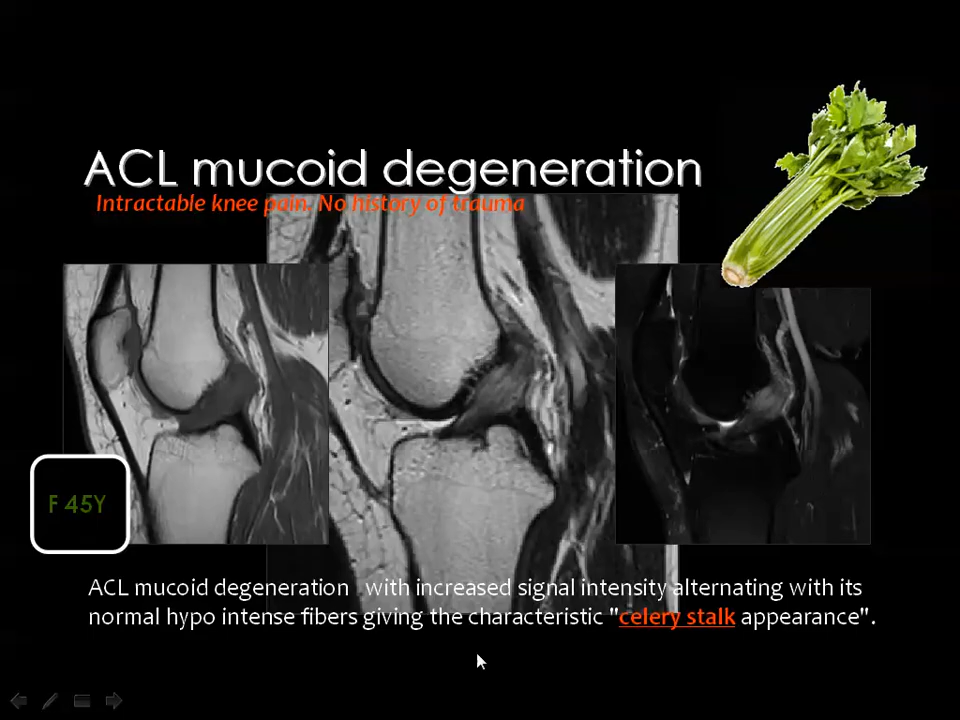 ACL mucoid degeneration
Intractable knee pain. No history of trauma
F 45Y
ACL mucoid degeneration with increased signal intensity alternating with its
normal hypo intense fibers giving the characteristic "celery stalk appearance".